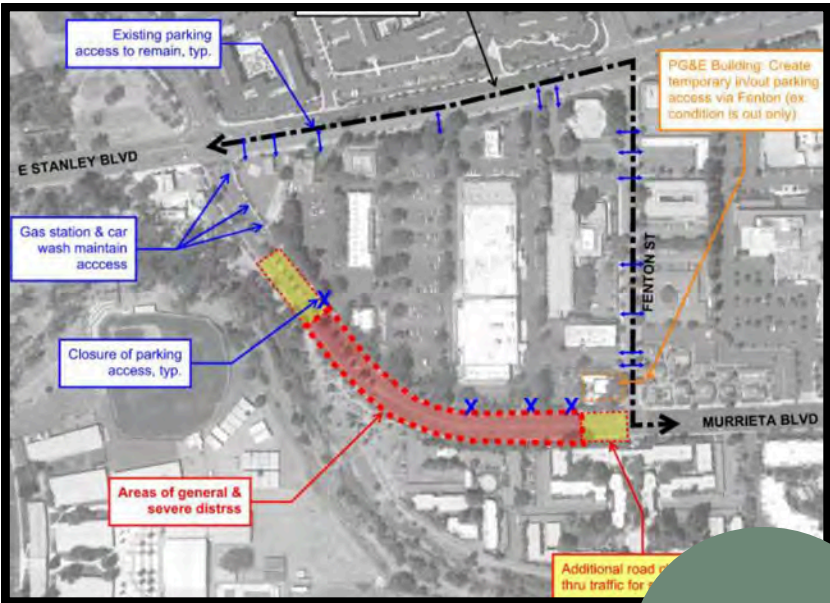 Existing parking
access to remain, typ.
PG&E Building: Create
temporary in/out parking
access via Fenton (ex
condition is out only)
E STANLEY BLVD
Gas station & car
wash maintain
acccess
FENTON ST
Closure of parking
access, typ.
X
X X X
MURRIETA BLVD
Areas of general &
severe distrss
Additional road
thru traffic for